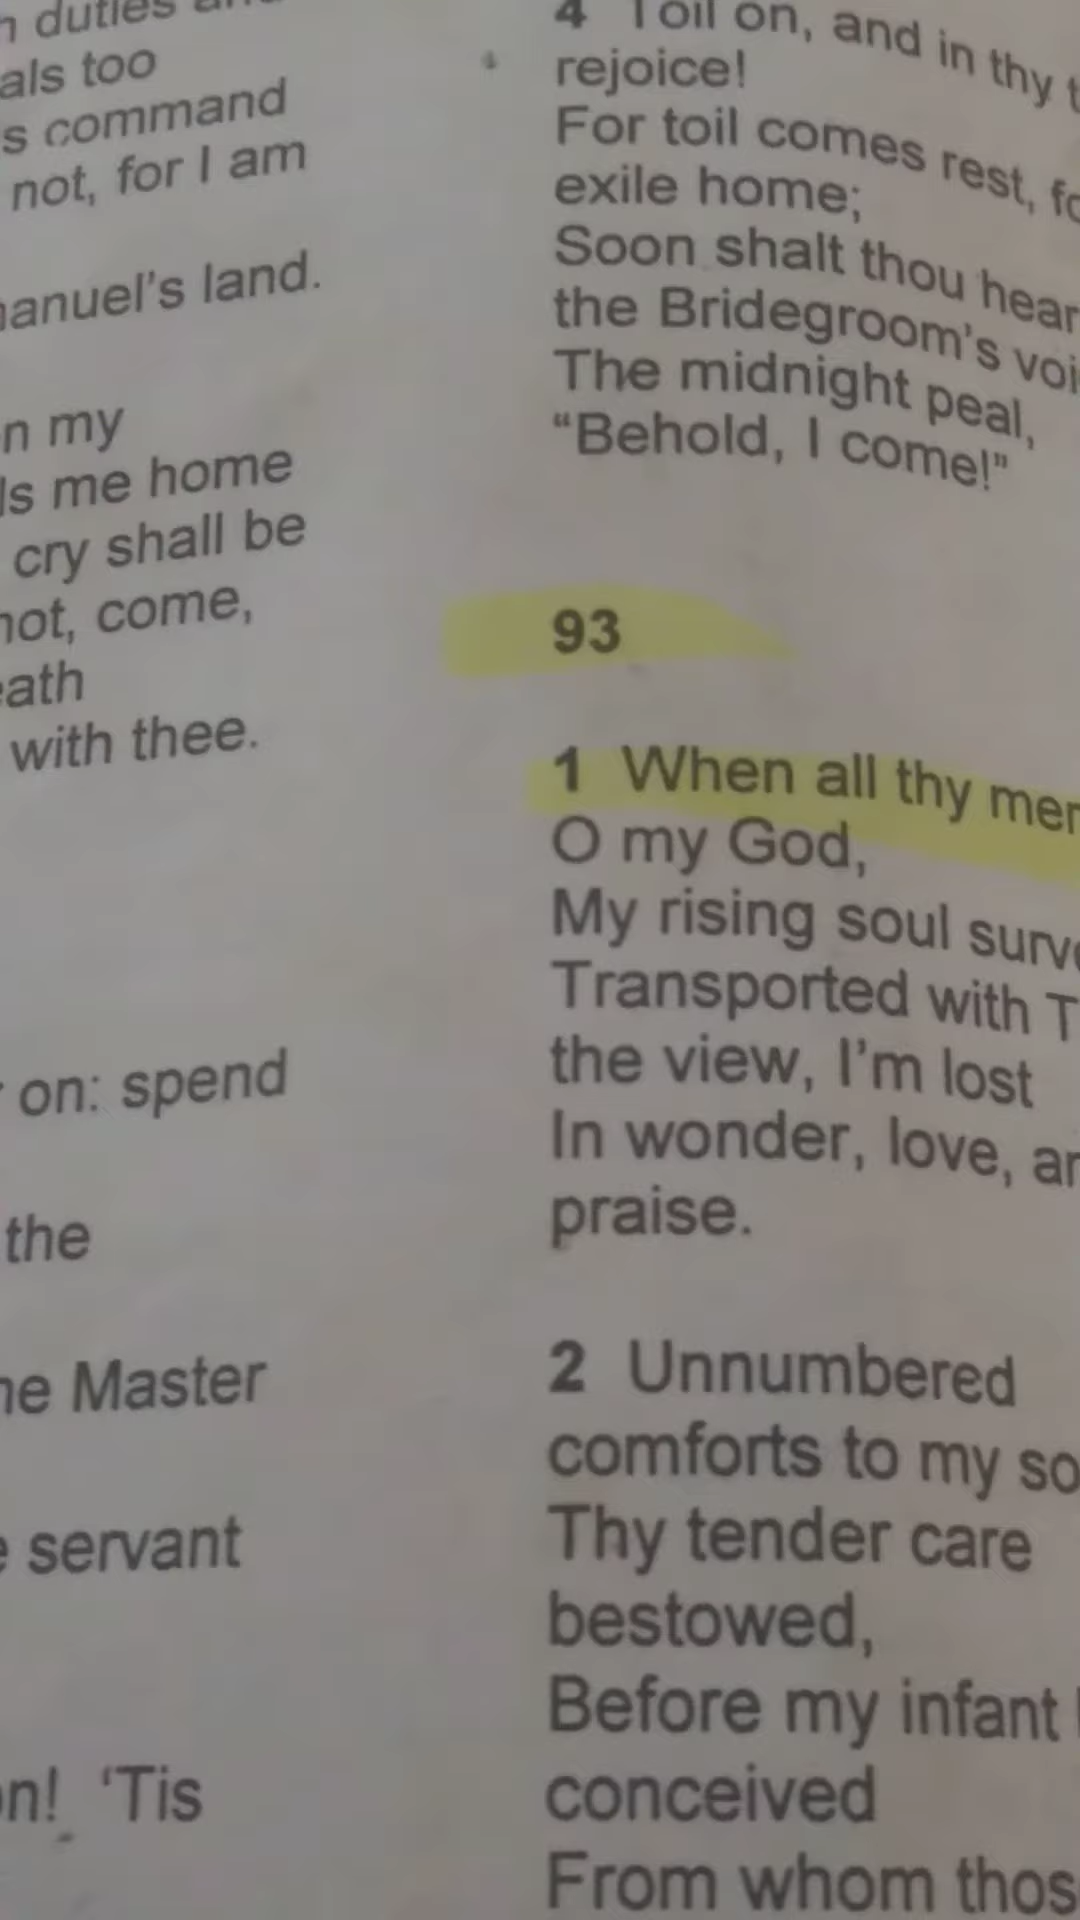 duties
als too
s command
not, for I am
anuel's land.
n my
ls me home
cry shall be
not, come,
ath
with thee.
on: spend
the
Master
servant
'Tis
4 Toil on, and in thy
rejoice!
For toil comes rest,
exile home;
Soon shalt thou hear
the Bridegroom's
The midnight peal,
“Behold, I come!”
93
1 When all thy
O my God,
My rising soul
Transported with
the view, I'm lost
In wonder, love,
praise.
2 Unnumbered
comforts to my
Thy tender care
bestowed,
Before my infant
conceived
From whom